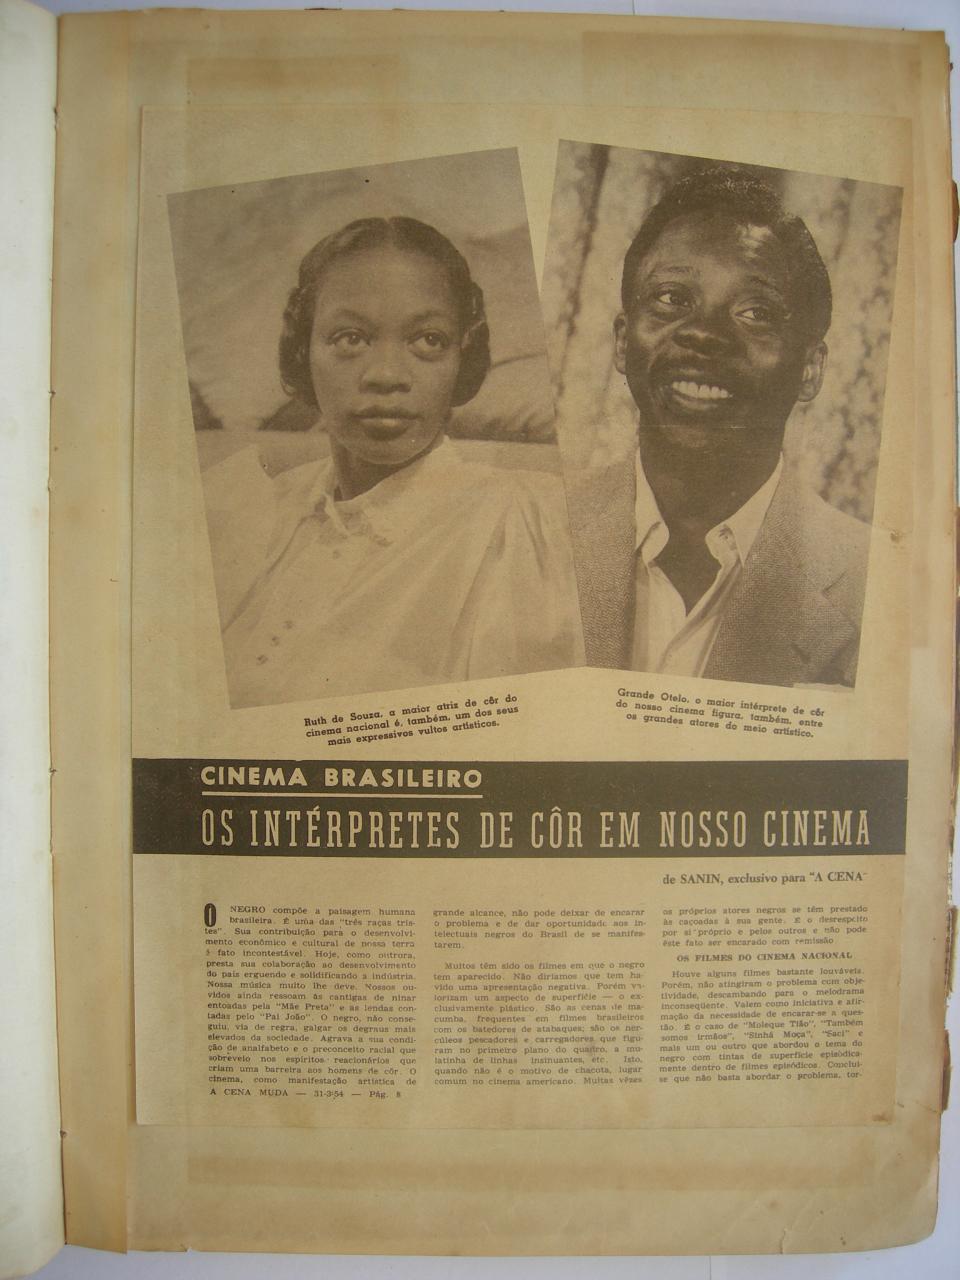 Ruth de Souza, a maior atriz de côr do
cinema nacional é, também, um dos seus
mais expressivos vultos artísticos.
Grande Otelo, o maior intérprete de côr
do nosso cinema figura, também, entre
os grandes atores do meio artístico.
CINEMA BRASILEIRO
OS INTÉRPRETES DE CÔR EM NOSSO CINEMA
de SANIN, exclusivo para "A CENA"
O NEGRO compõe a paisagem humana
brasileira. É uma das "três raças tris-
tes". Sua contribuição para o desenvolvi-
mento econômico e cultural de nossa terra
é fato incontestável. Hoje, como outrora,
presta sua colaboração ao desenvolvimento
do país erguendo e solidificando a indústria.
Nossa música muito lhe deve. Nossos ou-
vidos ainda ressoam às cantigas de ninar
entoadas pela "Mãe Preta" e as lendas con-
tadas pelo "Pai João". O negro, não conse-
guiu, via de regra, galgar os degraus mais
elevados da sociedade. Agrava a sua condi-
ção de analfabeto e o preconceito racial que
sobreveio nos espíritos reacionários que
criam uma barreira aos homens de côr. O
cinema, como manifestação artística de
A CENA MUDA — 31-3-54 — Pág. 8
grande alcance, não pode deixar de encarar
o problema e de dar oportunidade aos in-
telectuais negros do Brasil de se manifes-
tarem.
Muitos têm sido os filmes em que o negro
tem aparecido. Não diríamos que tem ha-
vido uma apresentação negativa. Porém va-
lorizam um aspecto de superfície — o ex-
clusivamente plástico. São as cenas de ma-
cumba, frequentes em filmes brasileiros
com os batedores de atabaques; são os hér-
cúleos pescadores e carregadores que figu-
ram no primeiro plano do quadro, a mu-
latinha de linhas insinuantes, etc. Isto,
quando não é o motivo de chacota, lugar
comum no cinema americano. Muitas vêzes
os próprios atores negros se têm prestado
às caçoadas à sua gente. E o desrespeito
por si próprio e pelos outros e não pode
êste fato ser encarado com remissão
OS FILMES DO CINEMA NACIONAL
Houve alguns filmes bastante louváveis.
Porém, não atingiram o problema com obje-
tividade, descambando para o melodrama
inconseqüente. Valem como iniciativa e afir-
mação da necessidade de encarar-se a ques-
tão. É o caso de "Moleque Tião", "Também
somos irmãos", "Sinhá Moça", "Saci" e
mais um ou outro que abordou o tema do
negro com tintas de superfície episòdica-
mente dentro de filmes episódicos. Conclui-
se que não basta abordar o problema, tor-